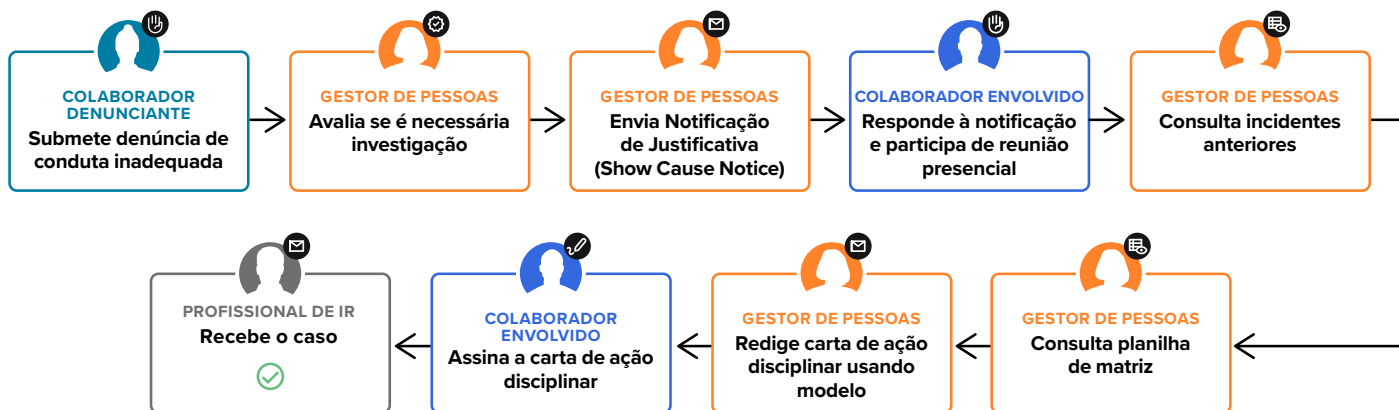 COLABORADOR
DENUNCIANTE
Submete denúncia de
conduta inadequada
GESTOR DE PESSOAS
Avalia se é necessária
investigação
GESTOR DE PESSOAS
Envia Notificação
de Justificativa
(Show Cause Notice)
COLABORADOR ENVOLVIDO
Responde à notificação
e participa de reunião
presencial
GESTOR DE PESSOAS
Consulta incidentes
anteriores
GESTOR DE PESSOAS
Consulta planilha
de matriz
GESTOR DE PESSOAS
Redige carta de ação
disciplinar usando
modelo
COLABORADOR
ENVOLVIDO
Assina a carta de ação
disciplinar
PROFISSIONAL DE IR
Recebe o caso